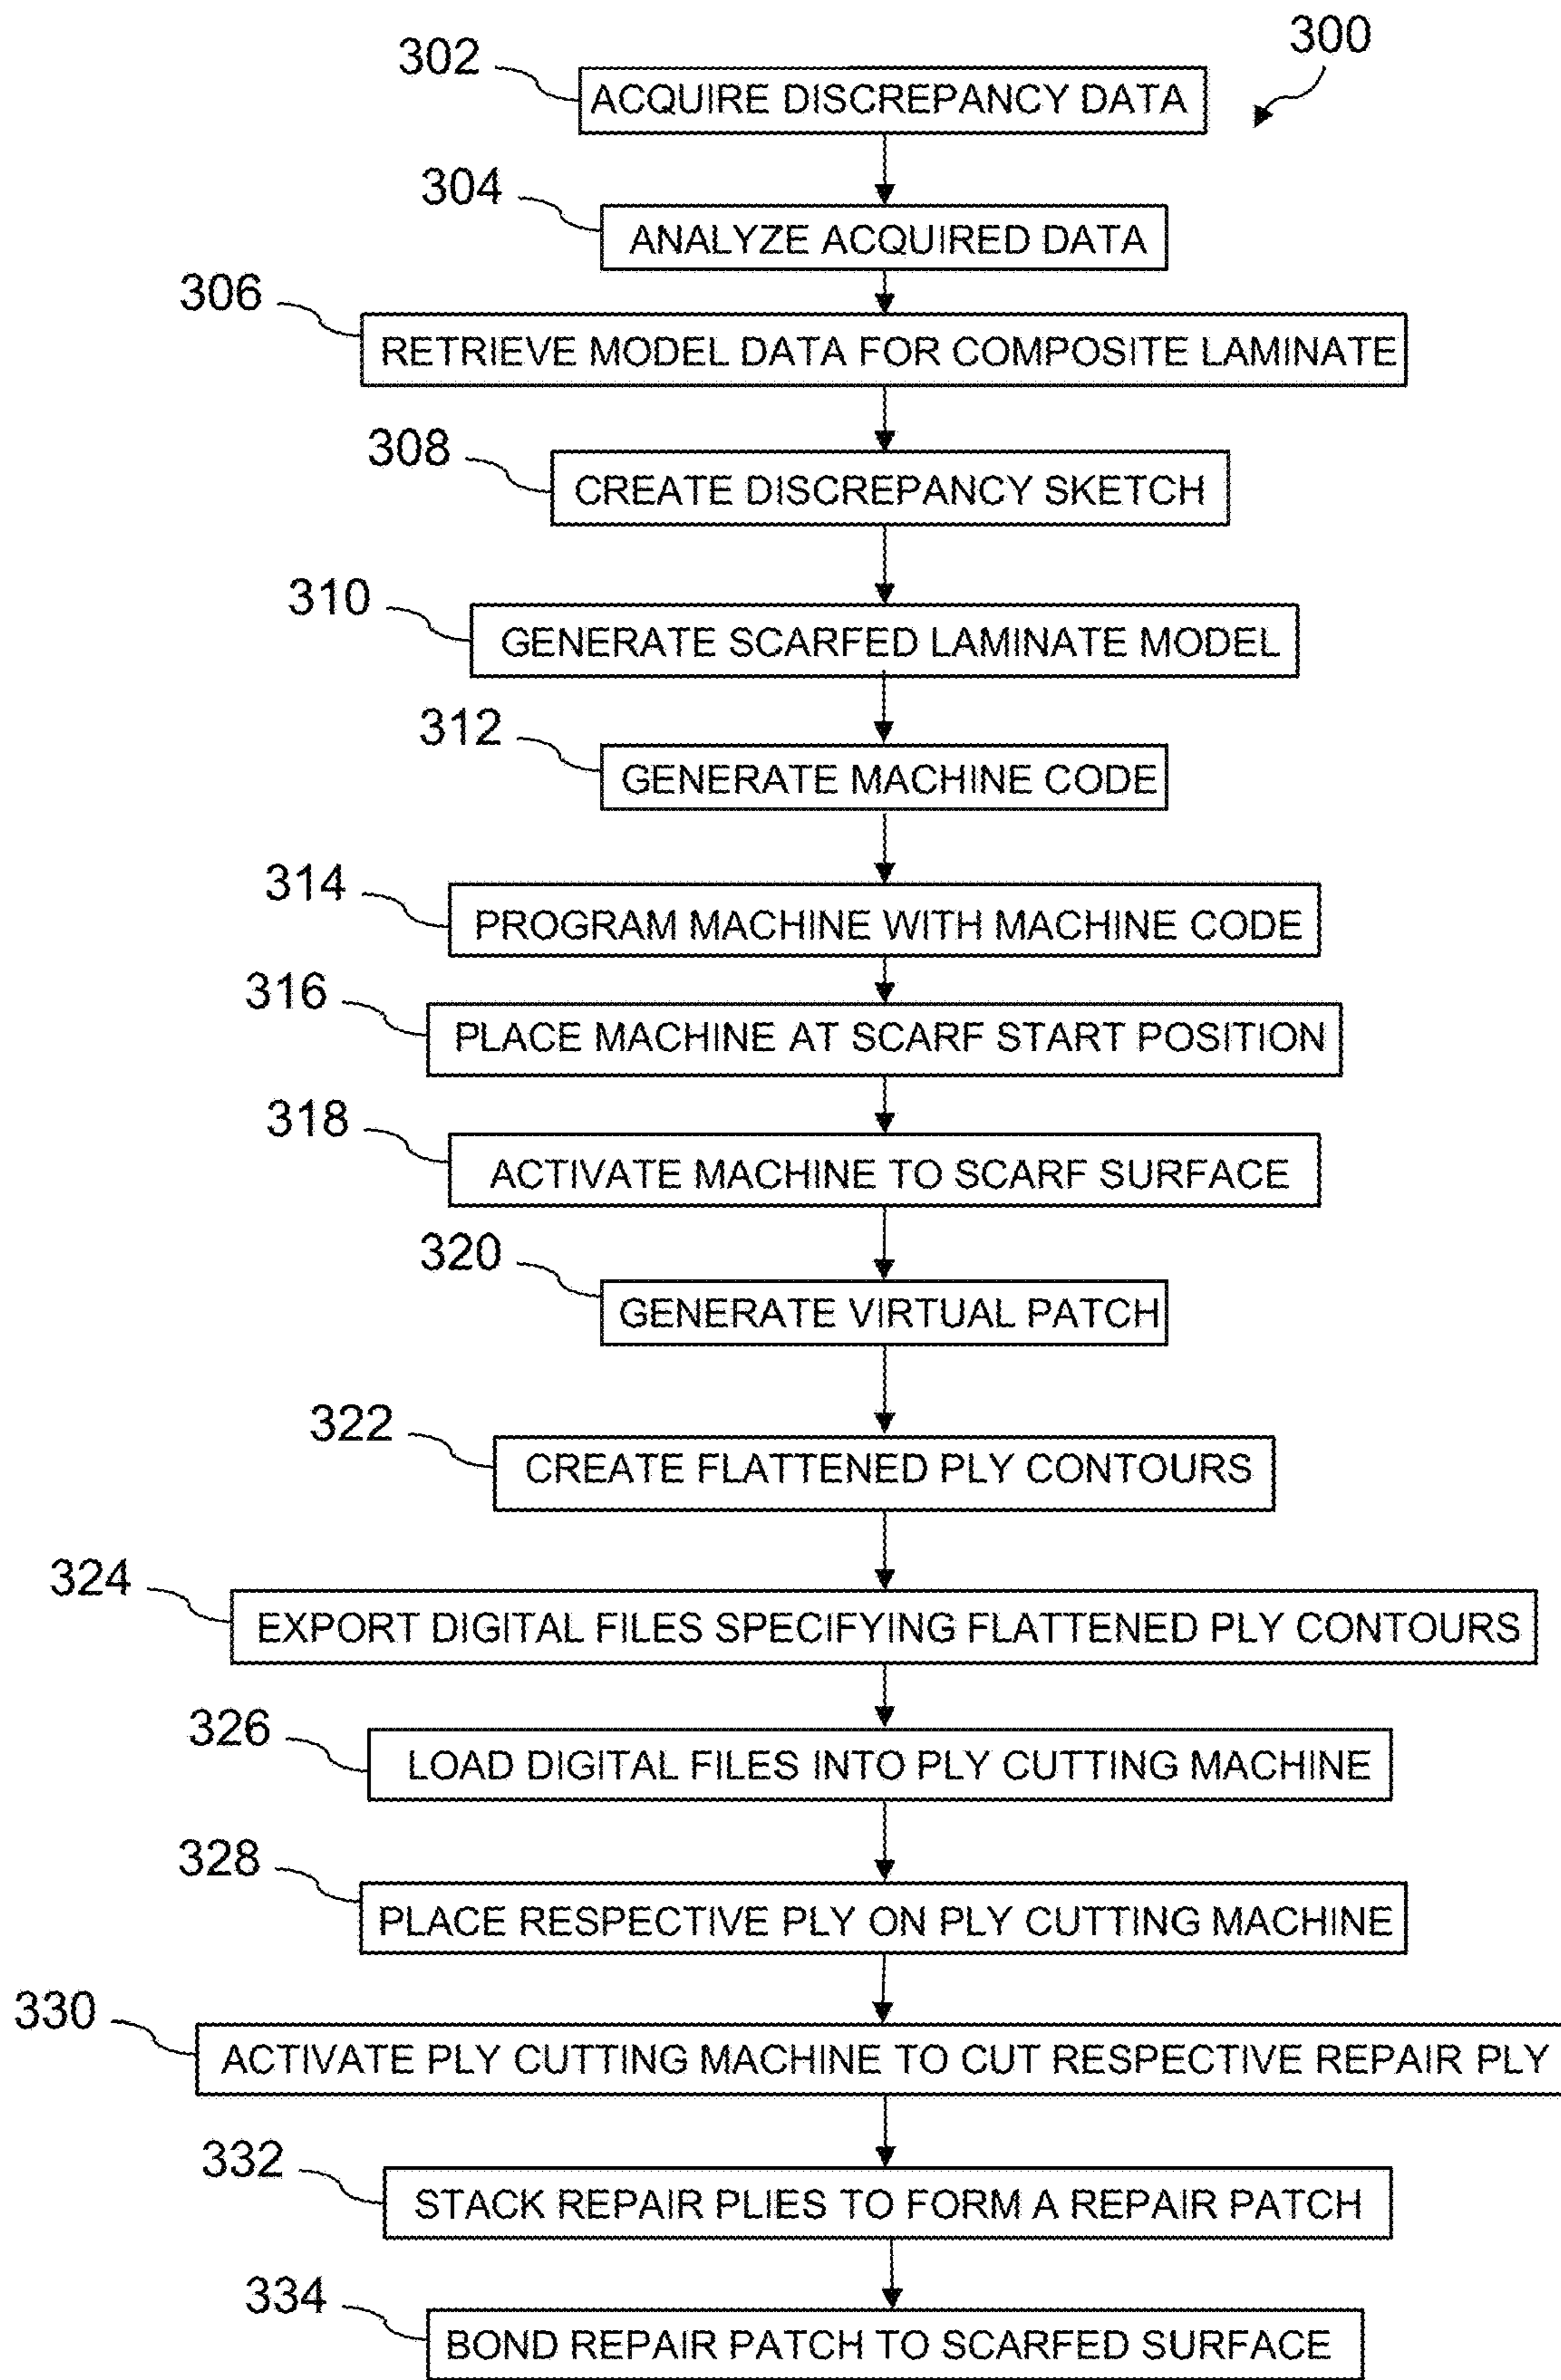 300
302
ACQUIRE DISCREPANCY DATA
304
ANALYZE ACQUIRED DATA
306
RETRIEVE MODEL DATA FOR COMPOSITE LAMINATE
308
CREATE DISCREPANCY SKETCH
310
GENERATE SCARFED LAMINATE MODEL
312
GENERATE MACHINE CODE
314
PROGRAM MACHINE WITH MACHINE CODE
316
PLACE MACHINE AT SCARF START POSITION
318
ACTIVATE MACHINE TO SCARF SURFACE
320
GENERATE VIRTUAL PATCH
322
CREATE FLATTENED PLY CONTOURS
324
EXPORT DIGITAL FILES SPECIFYING FLATTENED PLY CONTOURS
326
LOAD DIGITAL FILES INTO PLY CUTTING MACHINE
328
PLACE RESPECTIVE PLY ON PLY CUTTING MACHINE
330
ACTIVATE PLY CUTTING MACHINE TO CUT RESPECTIVE REPAIR PLY
332
STACK REPAIR PLIES TO FORM A REPAIR PATCH
334
BOND REPAIR PATCH TO SCARFED SURFACE